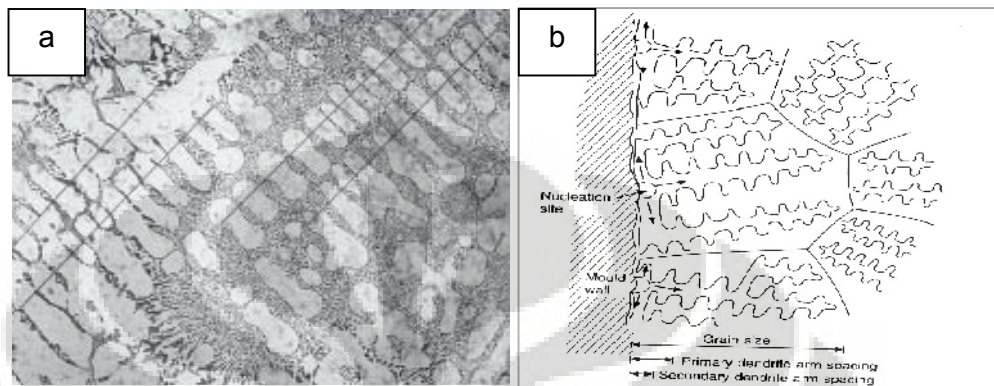 a
b
Nucleation
site
Mould
wall
Grain size
Primary dendrite arm spacing
Secondary dendrite arm spacing